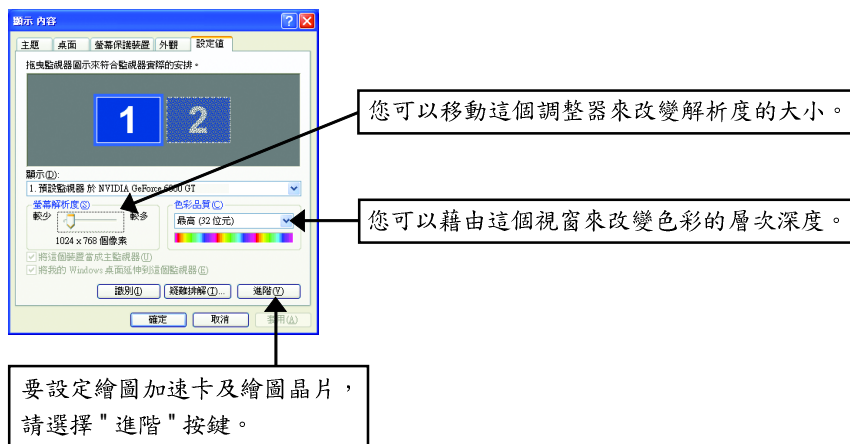 顯示 內容
主題 桌面 螢幕保護裝置 外觀 設定值
拖曳監視器圖示來符合監視器實際的安排。
1 2
您可以移動這個調整器來改變解析度的大小。
顯示(D):
1. 預設監視器 於 NVIDIA GeForce 6800 GT
螢幕解析度(S) 色彩品質(C)
較少 較多 最高 (32 位元)
您可以藉由這個視窗來改變色彩的層次深度。
1024 x 768 個像素
將這個裝置當成主監視器(U)
將我的 Windows 桌面延伸到這個監視器(E)
識別(I) 疑難排解(T)... 進階(V)
確定 取消 套用(A)
要設定繪圖加速卡及繪圖晶片，
請選擇 " 進階 " 按鍵。